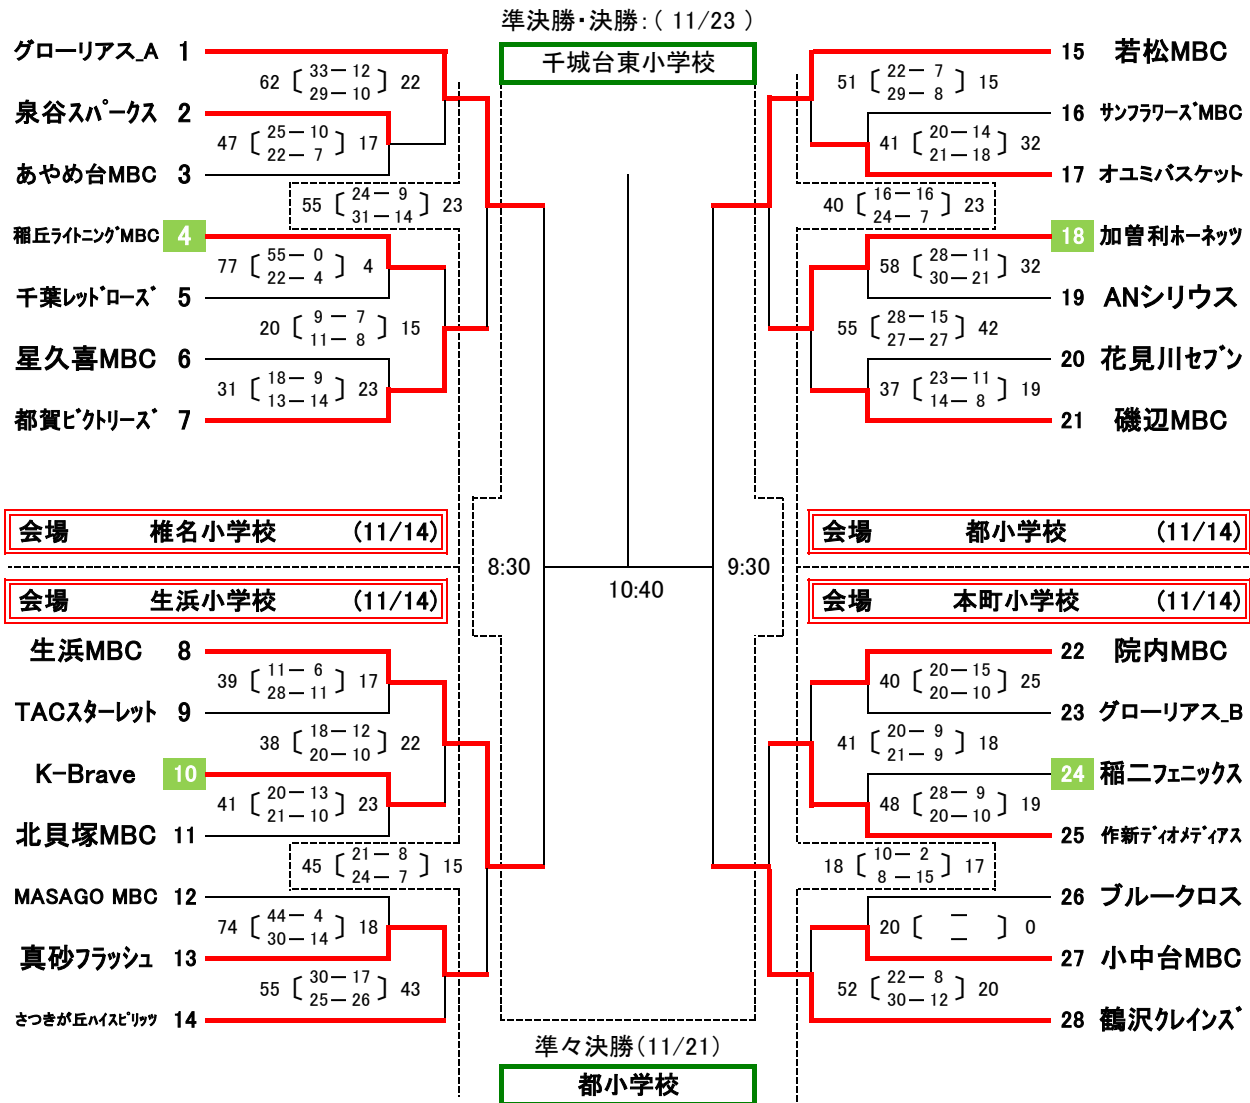 準決勝・決勝：( 11/23 )
千城台東小学校
グローリアス_A 1
62 〔 33－12 〕 22
29－10
泉谷スパークス 2
47 〔 25－10 〕 17
22－ 7
あやめ台MBC 3
55 〔 24－ 9 〕 23
31－14
稲丘ライトニングMBC 4
77 〔 55－ 0 〕 4
22－ 4
千葉レッドローズ 5
20 〔 9－ 7 〕 15
11－ 8
星久喜MBC 6
31 〔 18－ 9 〕 23
13－14
都賀ビクトリーズ 7
15 若松MBC
51 〔 22－ 7 〕 15
29－ 8
16 サンフラワーズMBC
41 〔 20－14 〕 32
21－18
17 オユミバスケット
40 〔 16－16 〕 23
24－ 7
18 加曽利ホーネッツ
58 〔 28－11 〕 32
30－21
19 ANシリウス
55 〔 28－15 〕 42
27－27
20 花見川セブン
37 〔 23－11 〕 19
14－ 8
21 磯辺MBC
会場 椎名小学校 (11/14)
会場 都小学校 (11/14)
8:30
10:40
9:30
会場 生浜小学校 (11/14)
会場 本町小学校 (11/14)
生浜MBC 8
39 〔 11－ 6 〕 17
28－11
TACスターレット 9
38 〔 18－12 〕 22
20－10
K-Brave 10
41 〔 20－13 〕 23
21－10
北貝塚MBC 11
45 〔 21－ 8 〕 15
24－ 7
MASAGO MBC 12
74 〔 44－ 4 〕 18
30－14
真砂フラッシュ 13
55 〔 30－17 〕 43
25－26
さつきが丘ハイスピリッツ 14
22 院内MBC
40 〔 20－15 〕 25
20－10
23 グローリアス_B
41 〔 20－ 9 〕 18
21－ 9
24 稲二フェニックス
48 〔 28－ 9 〕 19
20－10
25 作新ディオメディアス
18 〔 10－ 2 〕 17
8－15
26 ブルークロス
20 〔 － 〕 0
－
27 小中台MBC
52 〔 22－ 8 〕 20
30－12
28 鶴沢クレインズ
準々決勝(11/21)
都小学校